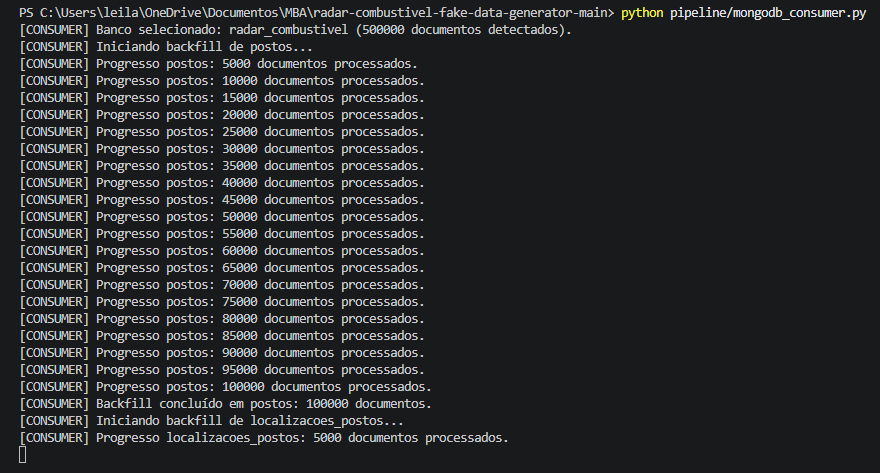 PS C:\Users\leila\OneDrive\Documentos\MBA\radar-combustivel-fake-data-generator-main> python pipeline/mongodb_consumer.py
[CONSUMER] Banco selecionado: radar_combustivel (500000 documentos detectados).
[CONSUMER] Iniciando backfill de postos...
[CONSUMER] Progresso postos: 5000 documentos processados.
[CONSUMER] Progresso postos: 10000 documentos processados.
[CONSUMER] Progresso postos: 15000 documentos processados.
[CONSUMER] Progresso postos: 20000 documentos processados.
[CONSUMER] Progresso postos: 25000 documentos processados.
[CONSUMER] Progresso postos: 30000 documentos processados.
[CONSUMER] Progresso postos: 35000 documentos processados.
[CONSUMER] Progresso postos: 40000 documentos processados.
[CONSUMER] Progresso postos: 45000 documentos processados.
[CONSUMER] Progresso postos: 50000 documentos processados.
[CONSUMER] Progresso postos: 55000 documentos processados.
[CONSUMER] Progresso postos: 60000 documentos processados.
[CONSUMER] Progresso postos: 65000 documentos processados.
[CONSUMER] Progresso postos: 70000 documentos processados.
[CONSUMER] Progresso postos: 75000 documentos processados.
[CONSUMER] Progresso postos: 80000 documentos processados.
[CONSUMER] Progresso postos: 85000 documentos processados.
[CONSUMER] Progresso postos: 90000 documentos processados.
[CONSUMER] Progresso postos: 95000 documentos processados.
[CONSUMER] Progresso postos: 100000 documentos processados.
[CONSUMER] Backfill concluído em postos: 100000 documentos.
[CONSUMER] Iniciando backfill de localizacoes_postos...
[CONSUMER] Progresso localizacoes_postos: 5000 documentos processados.